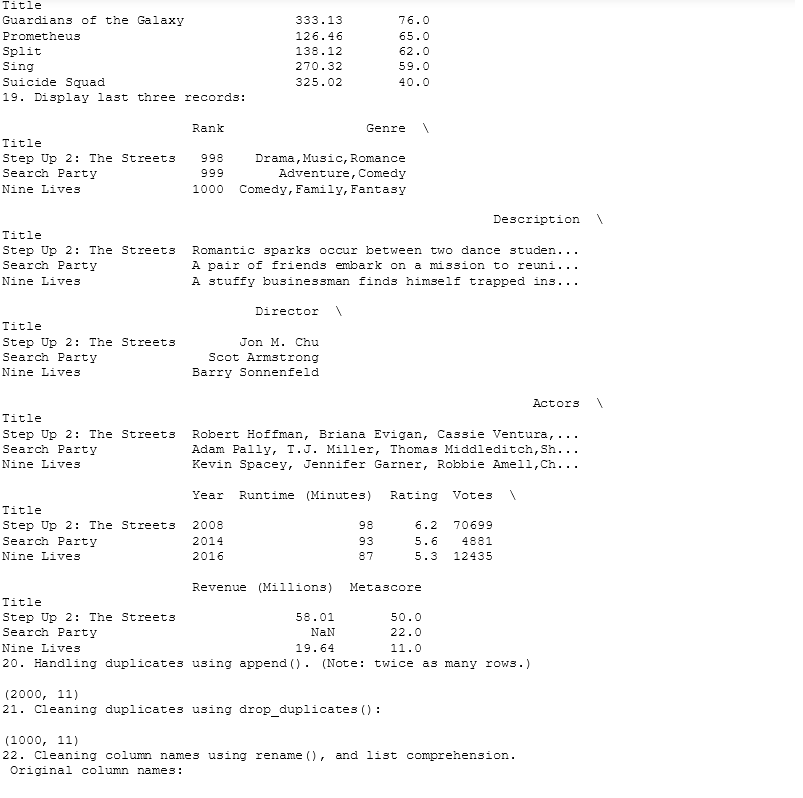 Title
Guardians of the Galaxy 333.13 76.0
Prometheus 126.46 65.0
Split 138.12 62.0
Sing 270.32 59.0
Suicide Squad 325.02 40.0
19. Display last three records:
Rank Genre \
Title
Step Up 2: The Streets 998 Drama,Music,Romance
Search Party 999 Adventure,Comedy
Nine Lives 1000 Comedy,Family,Fantasy
Description \
Title
Step Up 2: The Streets Romantic sparks occur between two dance studen...
Search Party A pair of friends embark on a mission to reuni...
Nine Lives A stuffy businessman finds himself trapped ins...
Director \
Title
Step Up 2: The Streets Jon M. Chu
Search Party Scot Armstrong
Nine Lives Barry Sonnenfeld
Actors \
Title
Step Up 2: The Streets Robert Hoffman, Briana Evigan, Cassie Ventura,...
Search Party Adam Pally, T.J. Miller, Thomas Middleditch,Sh...
Nine Lives Kevin Spacey, Jennifer Garner, Robbie Amell,Ch...
Year Runtime (Minutes) Rating Votes \
Title
Step Up 2: The Streets 2008 98 6.2 70699
Search Party 2014 93 5.6 4881
Nine Lives 2016 87 5.3 12435
Revenue (Millions) Metascore
Title
Step Up 2: The Streets 58.01 50.0
Search Party NaN 22.0
Nine Lives 19.64 11.0
20. Handling duplicates using append(). (Note: twice as many rows.)
(2000, 11)
21. Cleaning duplicates using drop_duplicates():
(1000, 11)
22. Cleaning column names using rename(), and list comprehension.
Original column names: